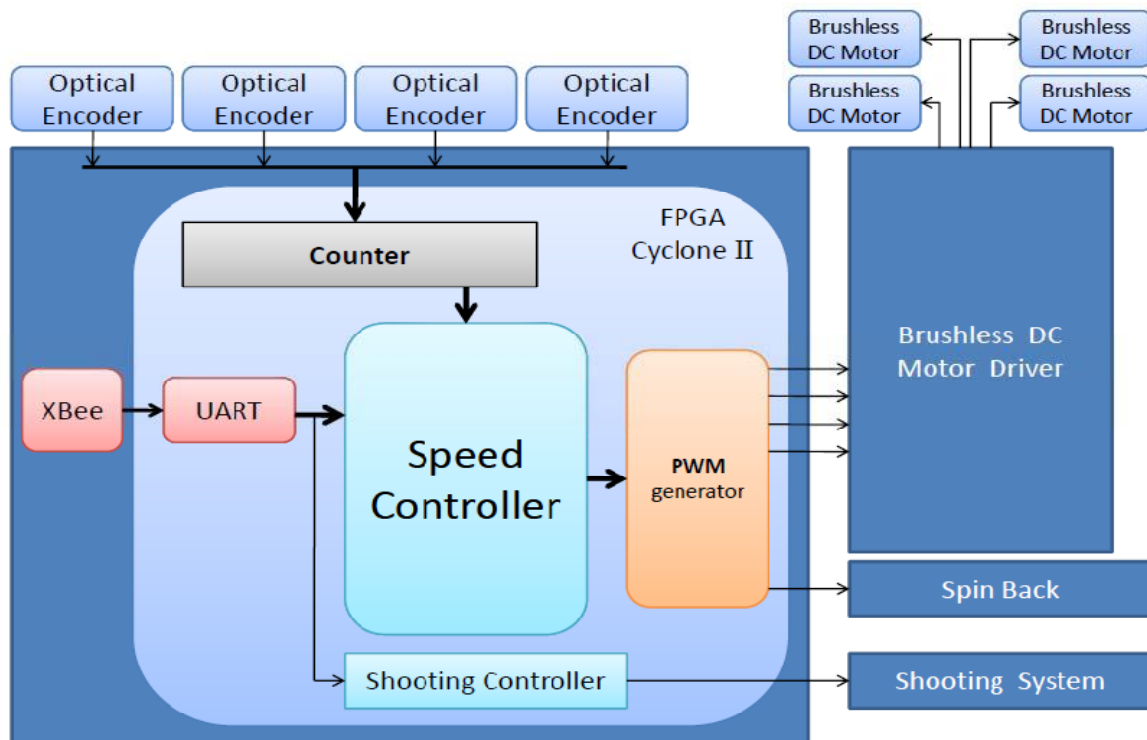 Brushless
DC Motor
Brushless
DC Motor
Optical
Encoder
Optical
Encoder
Optical
Encoder
Optical
Encoder
Brushless
DC Motor
Brushless
DC Motor
FPGA
Cyclone II
Counter
Brushless DC
Motor Driver
XBee
UART
Speed
Controller
PWM
generator
Spin Back
Shooting Controller
Shooting System